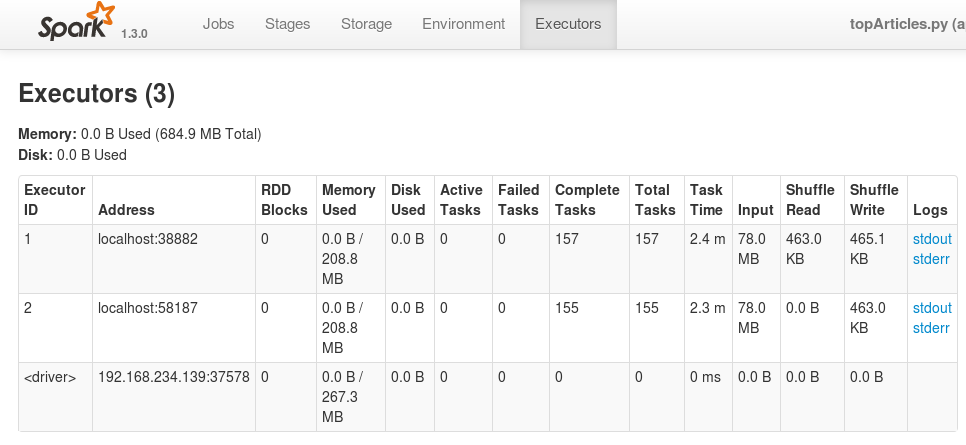 Spark 1.3.0 Jobs Stages Storage Environment Executors topArticles.py (a
Executors (3)
Memory: 0.0 B Used (684.9 MB Total)
Disk: 0.0 B Used
Executor ID Address RDD Blocks Memory Used Disk Used Active Tasks Failed Tasks Complete Tasks Total Tasks Task Time Input Shuffle Read Shuffle Write Logs
1 localhost:38882 0 0.0 B / 208.8 MB 0.0 B 0 0 157 157 2.4 m 78.0 MB 463.0 KB 465.1 KB stdout stderr
2 localhost:58187 0 0.0 B / 208.8 MB 0.0 B 0 0 155 155 2.3 m 78.0 MB 0.0 B 463.0 KB stdout stderr
<driver> 192.168.234.139:37578 0 0.0 B / 267.3 MB 0.0 B 0 0 0 0 0 ms 0.0 B 0.0 B 0.0 B